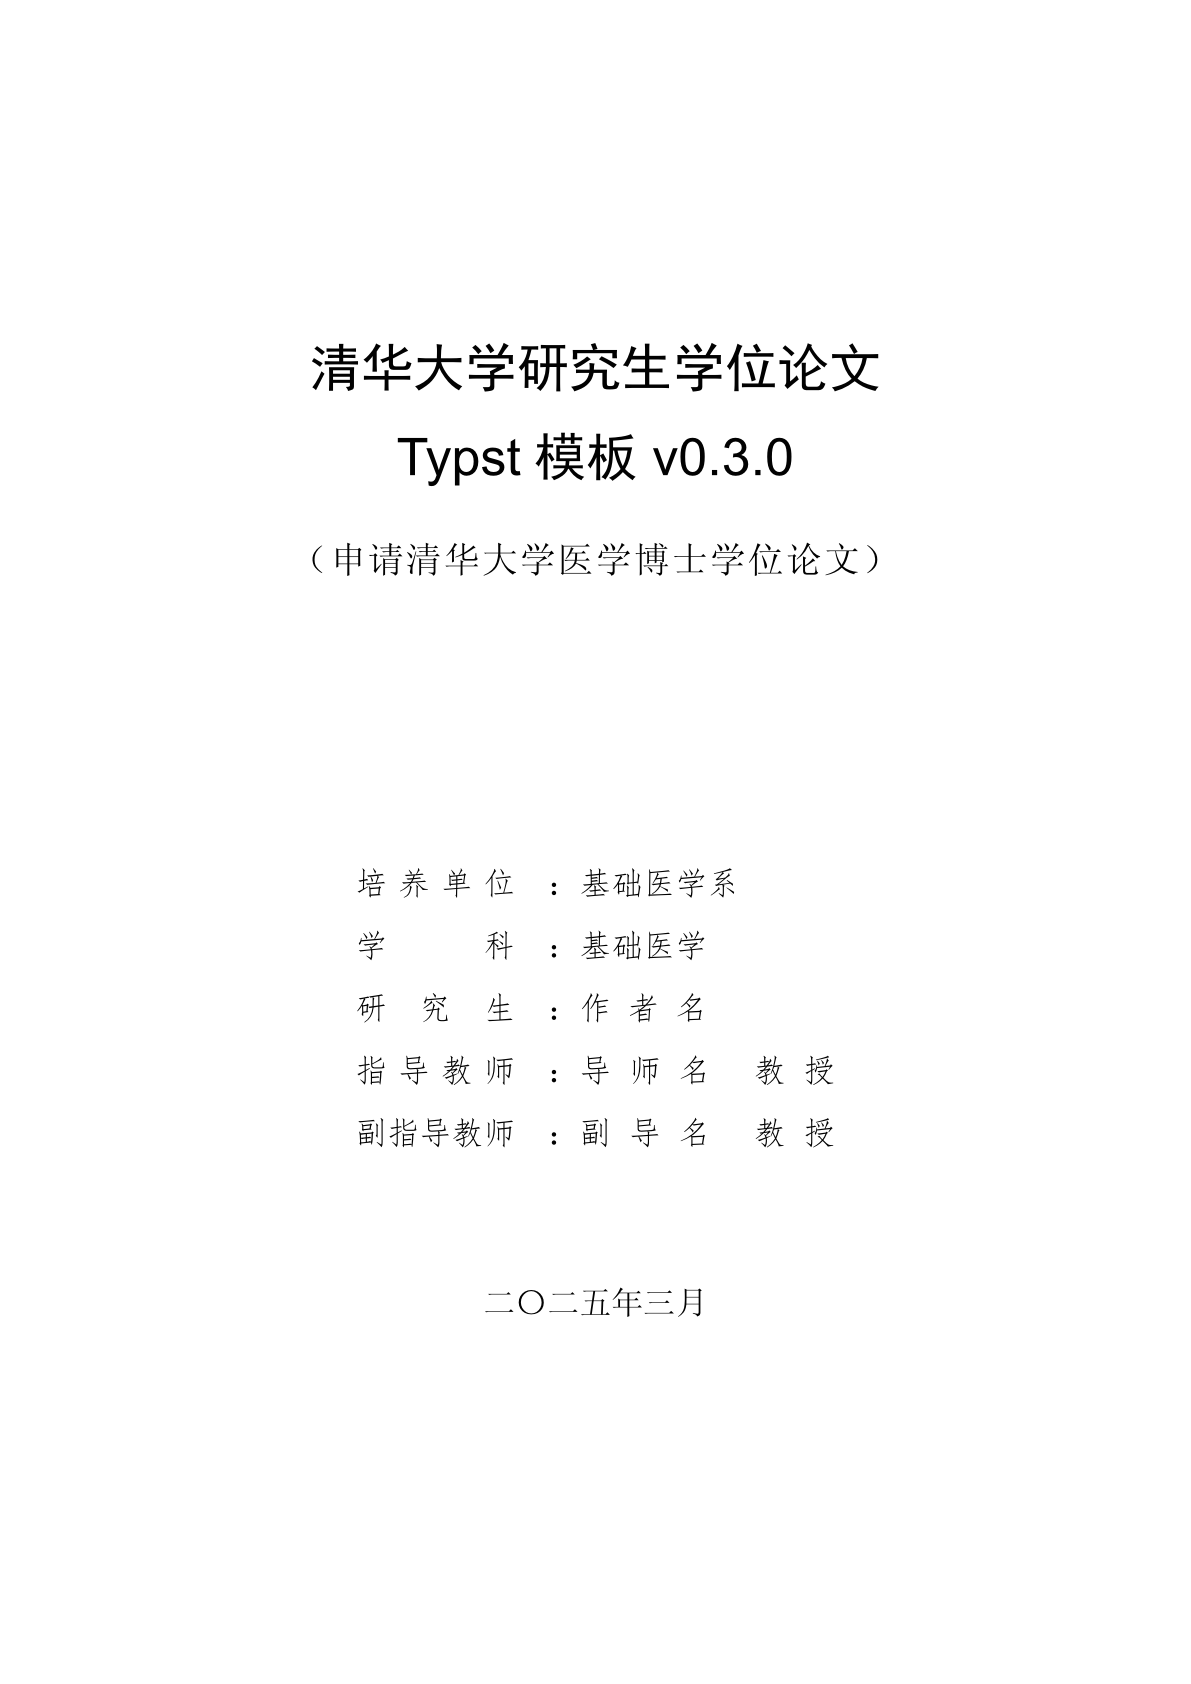 清华大学研究生学位论文
Typst 模板 v0.3.0
（申请清华大学医学博士学位论文）
培养单位：基础医学系
学科：基础医学
研究生：作者名
指导教师：导师名 教授
副指导教师：副导名 教授
二〇二五年三月